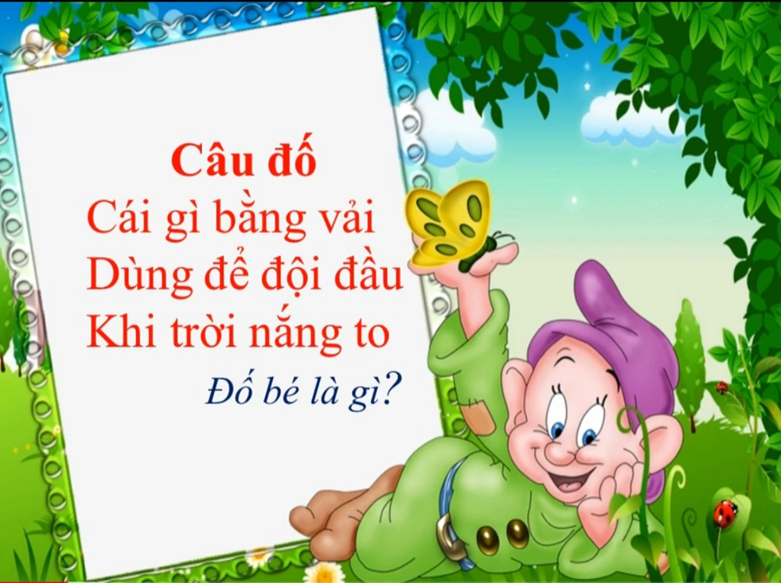 Câu đố
Cái gì bằng vải
Dùng để đội đầu
Khi trời nắng to
Đố bé là gì?